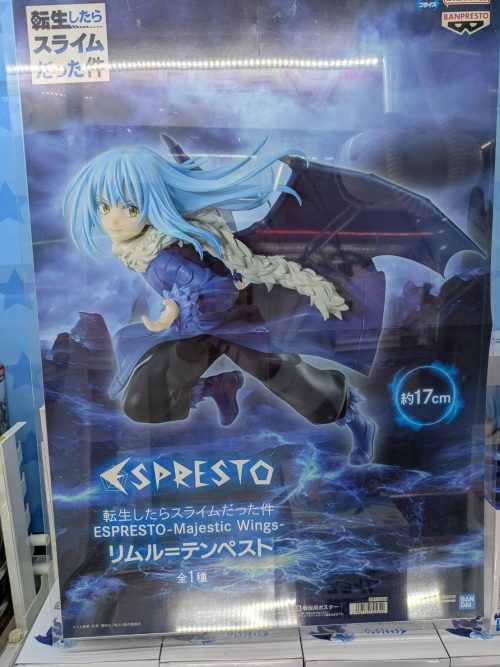 転生したら
スライム
だった件
プライズ
BANPRESTO
約17cm
ESPRESTO
転生したらスライムだった件
ESPRESTO-Majestic Wings-
リムル＝テンペスト
全1種
BAN
DAI